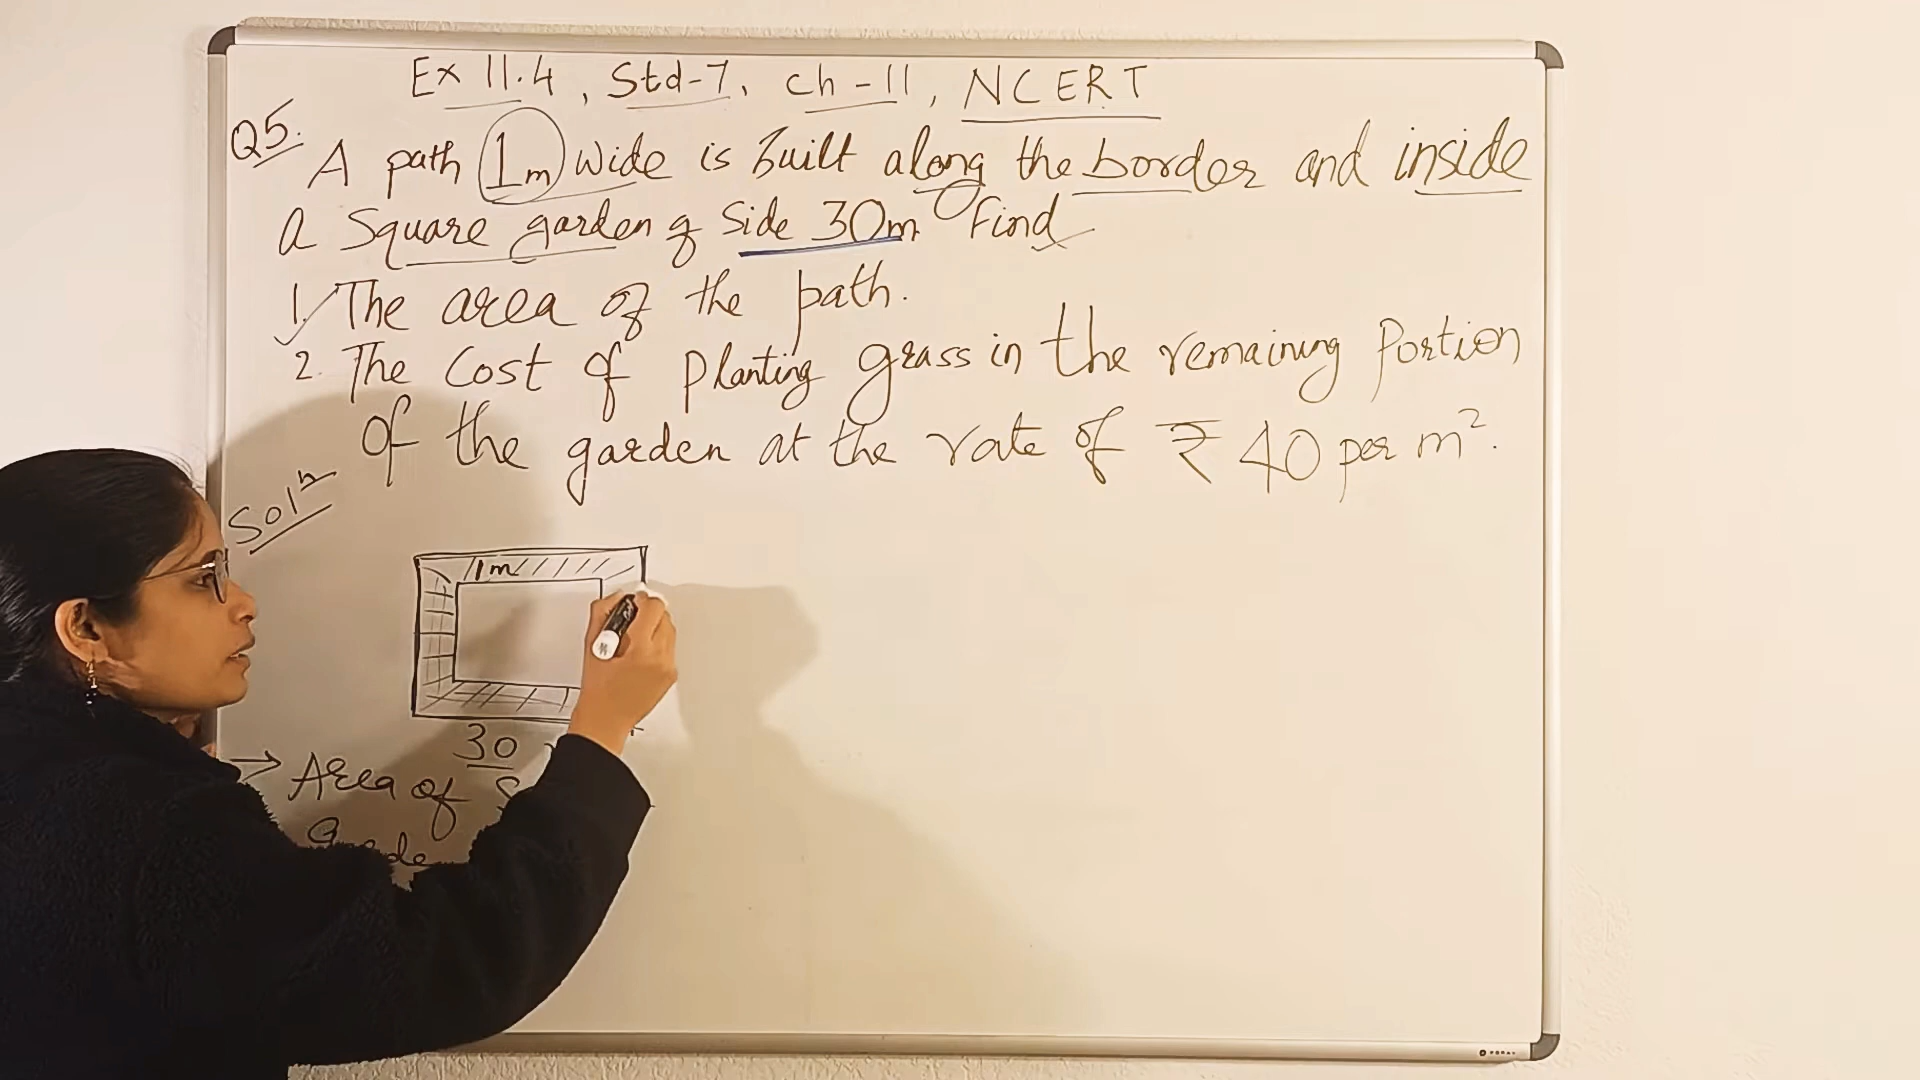 Ex 11.4, Std-7, Ch-11, NCERT
Q5. A path 1m wide is built along the border and inside
a square garden of side 30m Find
1. The area of the path.
2. The cost of planting grass in the remaining portion
of the garden at the rate of ₹ 40 per m².
Solⁿ
1m
30
→ Area of